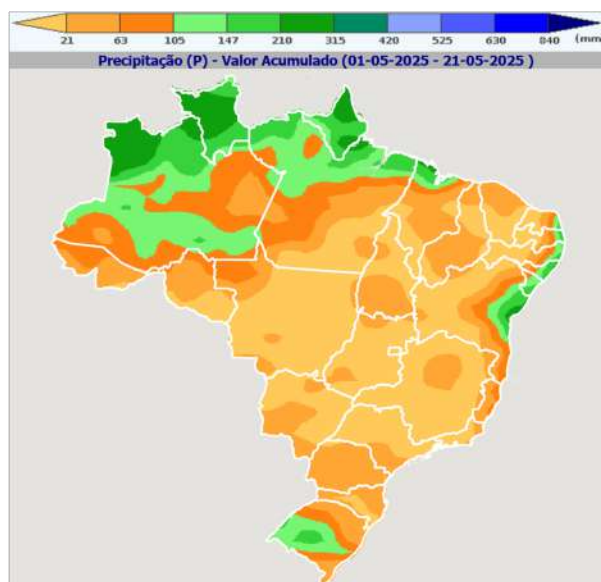 21 63 105 147 210 315 420 525 630 840 (mm)
Precipitação (P) - Valor Acumulado (01-05-2025 - 21-05-2025 )